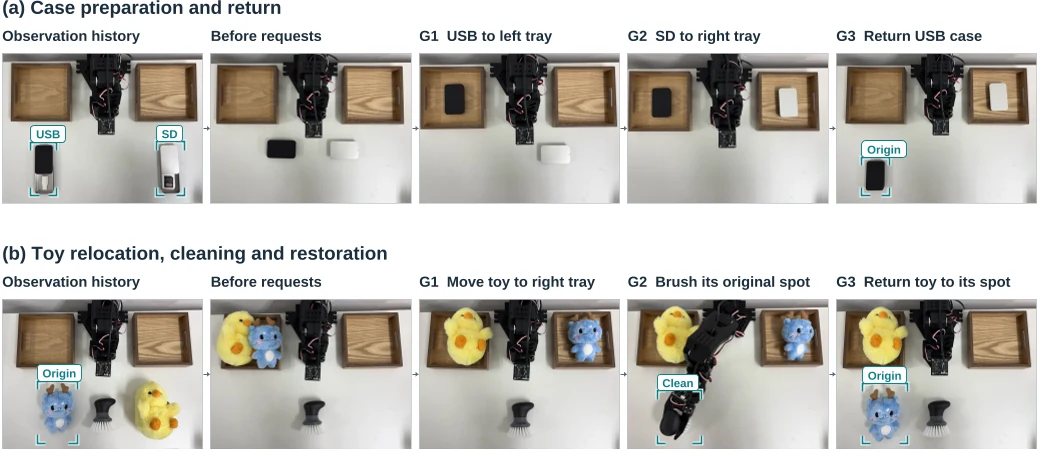 (a) Case preparation and return
Observation history
Before requests
G1 USB to left tray
G2 SD to right tray
G3 Return USB case
USB
SD
Origin
(b) Toy relocation, cleaning and restoration
Observation history
Before requests
G1 Move toy to right tray
G2 Brush its original spot
G3 Return toy to its spot
Origin
Clean
Origin